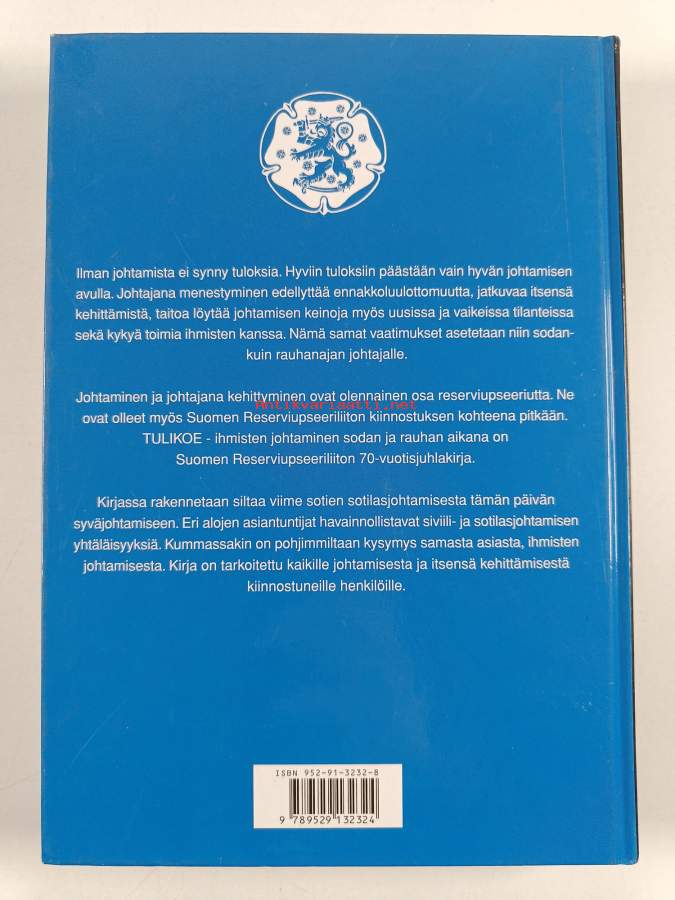 Ilman johtamista ei synny tuloksia. Hyviin tuloksiin päästään vain hyvän johtamisen
avulla. Johtajana menestyminen edellyttää ennakkoluulottomuutta, jatkuvaa itsensä
kehittämistä, taitoa löytää johtamisen keinoja myös uusissa ja vaikeissa tilanteissa
sekä kykyä toimia ihmisten kanssa. Nämä samat vaatimukset asetetaan niin sodan-
kuin rauhanajan johtajalle.
Johtaminen ja johtajana kehittyminen ovat olennainen osa reserviupseeriutta. Ne
Antikvariaatti.net
ovat olleet myös Suomen Reserviupseeriliiton kiinnostuksen kohteena pitkään.
TULIKOE - ihmisten johtaminen sodan ja rauhan aikana on
Suomen Reserviupseeriliiton 70-vuotisjuhlakirja.
Kirjassa rakennetaan siltaa viime sotien sotilasjohtamisesta tämän päivän
syväjohtamiseen. Eri alojen asiantuntijat havainnollistavat siviili- ja sotilasjohtamisen
yhtäläisyyksiä. Kummassakin on pohjimmiltaan kysymys samasta asiasta, ihmisten
johtamisesta. Kirja on tarkoitettu kaikille johtamisesta ja itsensä kehittämisestä
kiinnostuneille henkilöille.
ISBN 952-91-3232-8
9 789529 132324